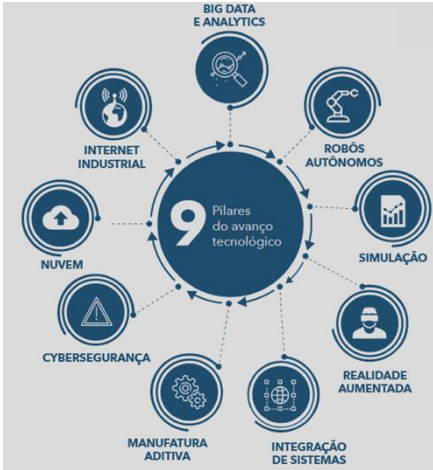 BIG DATA
E ANALYTICS
ROBÔS
AUTÔNOMOS
SIMULAÇÃO
REALIDADE
AUMENTADA
INTEGRAÇÃO
DE SISTEMAS
MANUFATURA
ADITIVA
CYBERSEGURANÇA
NUVEM
INTERNET
INDUSTRIAL
9 Pilares
do avanço
tecnológico